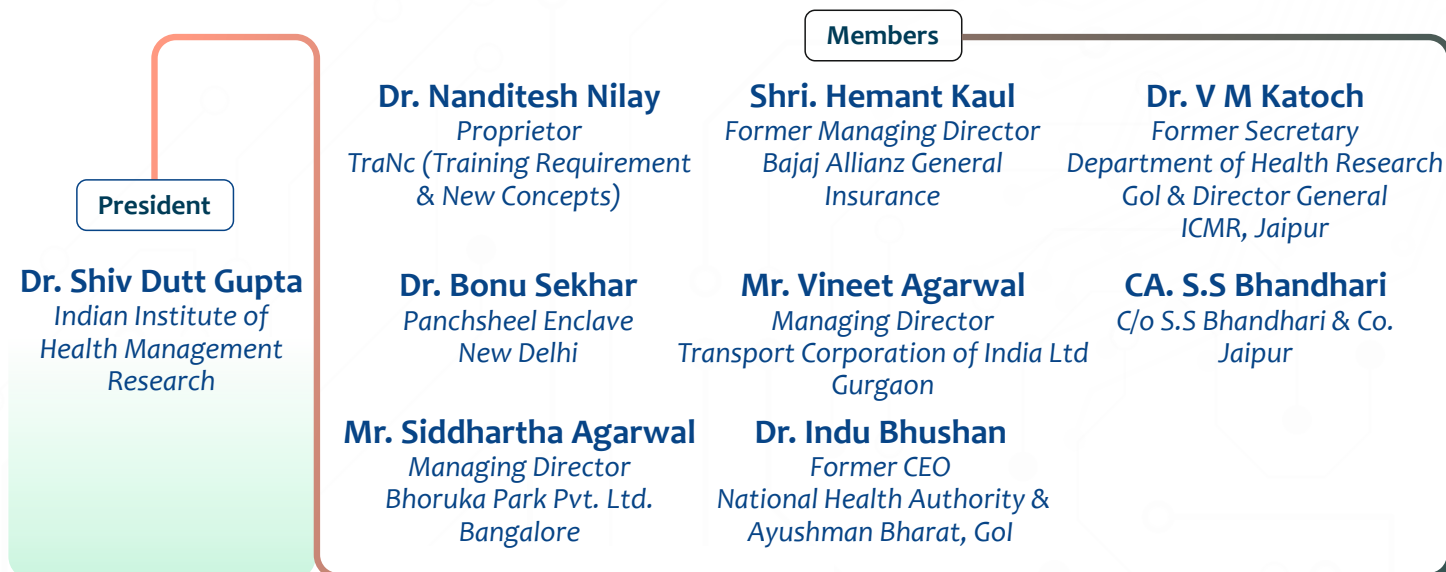 President
Dr. Shiv Dutt Gupta
Indian Institute of
Health Management
Research
Members
Dr. Nanditesh Nilay
Proprietor
TraNc (Training Requirement
& New Concepts)
Shri. Hemant Kaul
Former Managing Director
Bajaj Allianz General
Insurance
Dr. V M Katoch
Former Secretary
Department of Health Research
GoI & Director General
ICMR, Jaipur
Dr. Bonu Sekhar
Panchsheel Enclave
New Delhi
Mr. Vineet Agarwal
Managing Director
Transport Corporation of India Ltd
Gurgaon
CA. S.S Bhandhari
C/o S.S Bhandhari & Co.
Jaipur
Mr. Siddhartha Agarwal
Managing Director
Bhoruka Park Pvt. Ltd.
Bangalore
Dr. Indu Bhushan
Former CEO
National Health Authority &
Ayushman Bharat, GoI